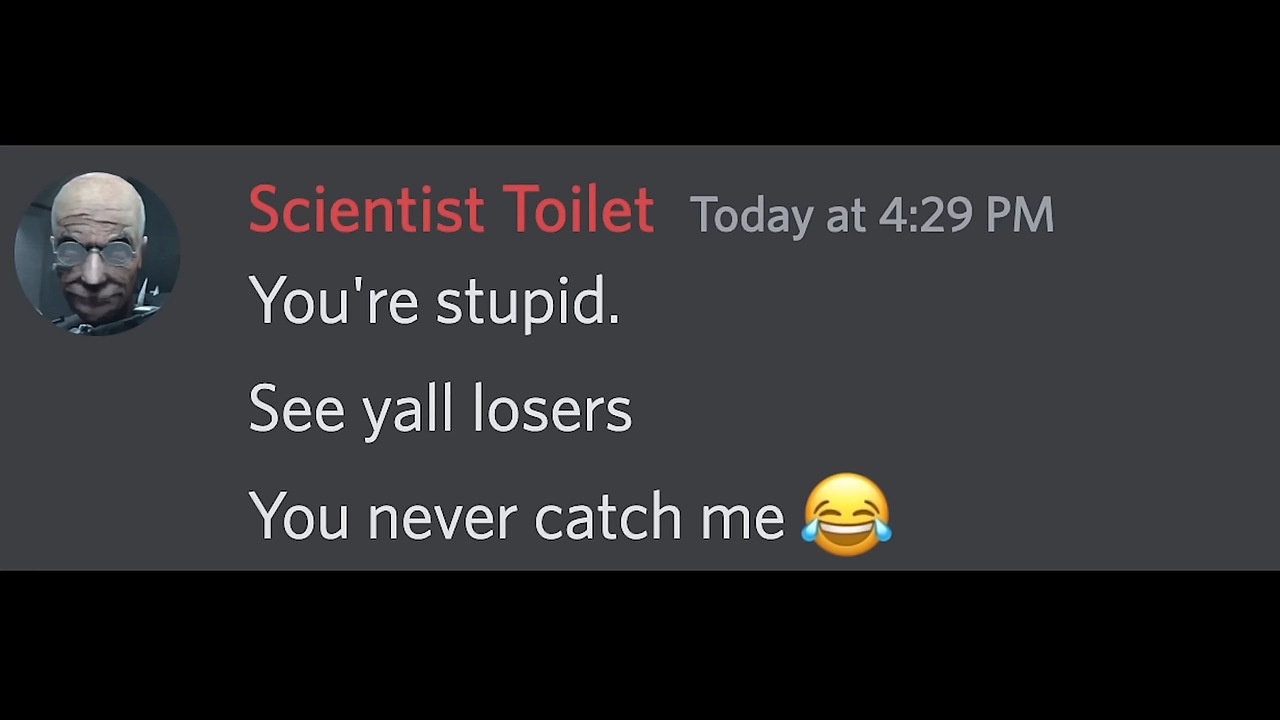 Scientist Toilet Today at 4:29 PM
You're stupid.
See yall losers
You never catch me 😂